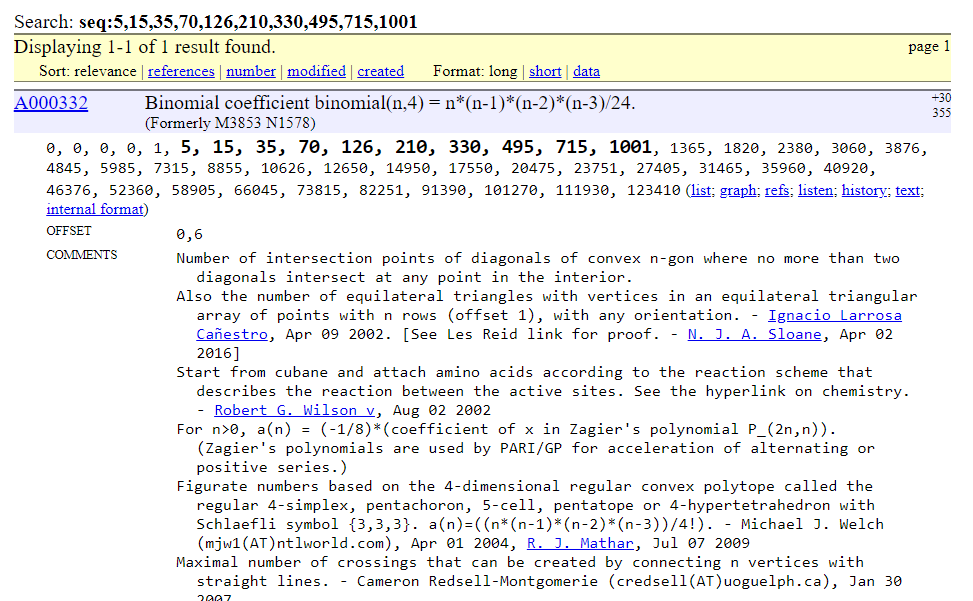 Search: seq:5,15,35,70,126,210,330,495,715,1001
Displaying 1-1 of 1 result found.
page 1
Sort: relevance | references | number | modified | created Format: long | short | data
A000332
Binomial coefficient binomial(n,4) = n*(n-1)*(n-2)*(n-3)/24.
(Formerly M3853 N1578)
+30
355
0, 0, 0, 0, 1, 5, 15, 35, 70, 126, 210, 330, 495, 715, 1001, 1365, 1820, 2380, 3060, 3876,
4845, 5985, 7315, 8855, 10626, 12650, 14950, 17550, 20475, 23751, 27405, 31465, 35960, 40920,
46376, 52360, 58905, 66045, 73815, 82251, 91390, 101270, 111930, 123410 (list; graph; refs; listen; history; text;
internal format)
OFFSET
0,6
COMMENTS
Number of intersection points of diagonals of convex n-gon where no more than two
diagonals intersect at any point in the interior.
Also the number of equilateral triangles with vertices in an equilateral triangular
array of points with n rows (offset 1), with any orientation. - Ignacio Larrosa
Cañestro, Apr 09 2002. [See Les Reid link for proof. - N. J. A. Sloane, Apr 02
2016]
Start from cubane and attach amino acids according to the reaction scheme that
describes the reaction between the active sites. See the hyperlink on chemistry.
- Robert G. Wilson v, Aug 02 2002
For n>0, a(n) = (-1/8)*(coefficient of x in Zagier's polynomial P_(2n,n)).
(Zagier's polynomials are used by PARI/GP for acceleration of alternating or
positive series.)
Figurate numbers based on the 4-dimensional regular convex polytope called the
regular 4-simplex, pentachoron, 5-cell, pentatope or 4-hypertetrahedron with
Schlaefli symbol {3,3,3}. a(n)=((n*(n-1)*(n-2)*(n-3))/4!). - Michael J. Welch
(mjw1(AT)ntlworld.com), Apr 01 2004, R. J. Mathar, Jul 07 2009
Maximal number of crossings that can be created by connecting n vertices with
straight lines. - Cameron Redsell-Montgomerie (credsell(AT)uoguelph.ca), Jan 30
2007